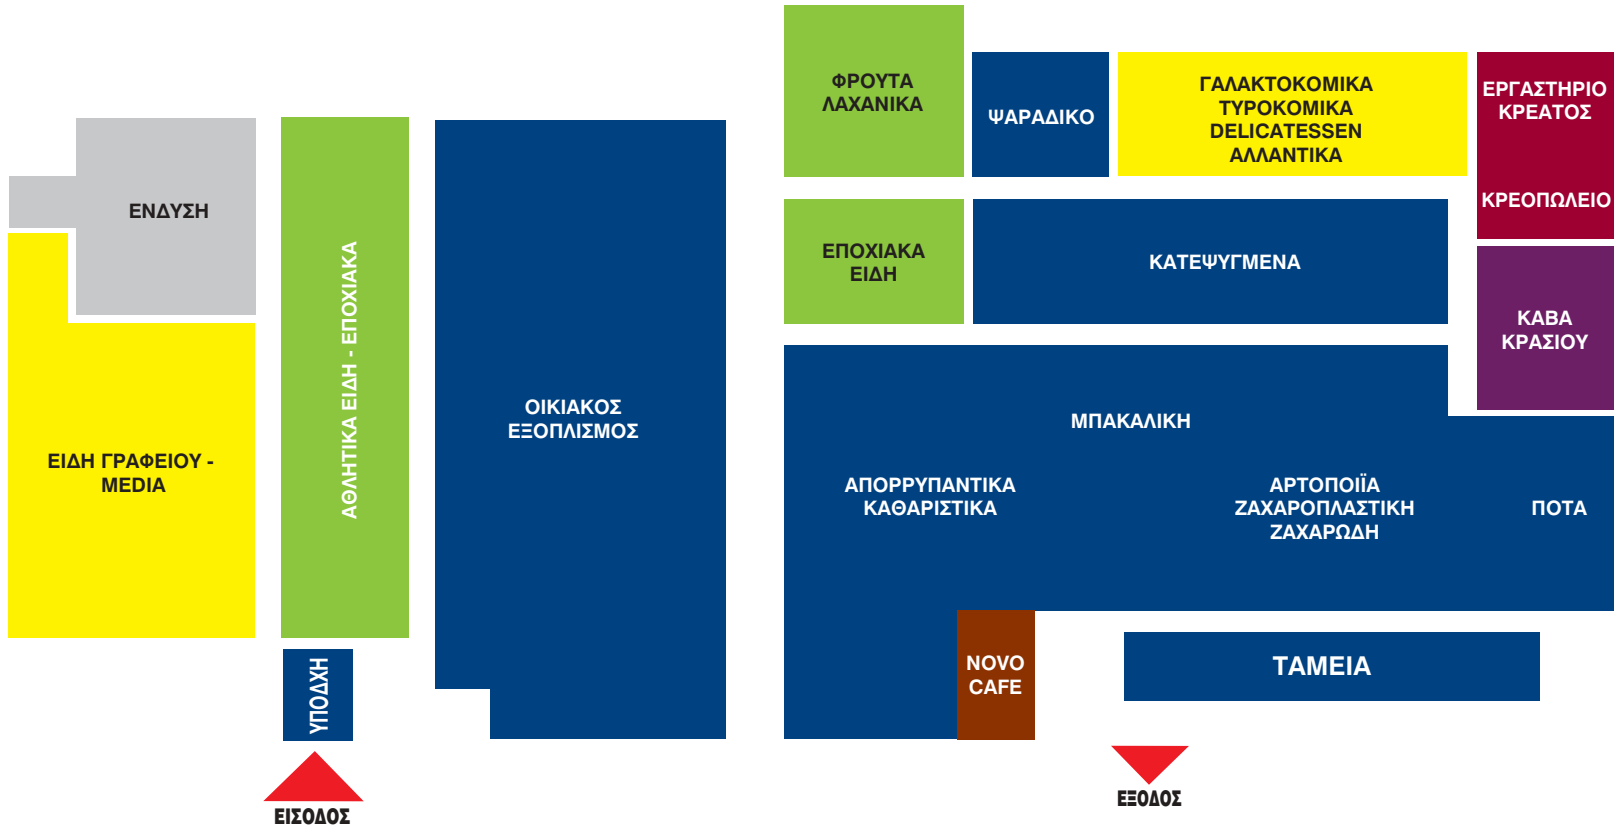 ΦΡΟΥΤΑ
ΛΑΧΑΝΙΚΑ
ΨΑΡΑΔΙΚΟ
ΓΑΛΑΚΤΟΚΟΜΙΚΑ
ΤΥΡΟΚΟΜΙΚΑ
DELICATESSEN
ΑΛΛΑΝΤΙΚΑ
ΕΡΓΑΣΤΗΡΙΟ
ΚΡΕΑΤΟΣ
ΚΡΕΟΠΩΛΕΙΟ
ΕΝΔΥΣΗ
ΑΘΛΗΤΙΚΑ ΕΙΔΗ - ΕΠΟΧΙΑΚΑ
ΕΠΟΧΙΑΚΑ
ΕΙΔΗ
ΚΑΤΕΨΥΓΜΕΝΑ
ΚΑΒΑ
ΚΡΑΣΙΟΥ
ΟΙΚΙΑΚΟΣ
ΕΞΟΠΛΙΣΜΟΣ
ΜΠΑΚΑΛΙΚΗ
ΕΙΔΗ ΓΡΑΦΕΙΟΥ -
MEDIA
ΑΠΟΡΡΥΠΑΝΤΙΚΑ
ΚΑΘΑΡΙΣΤΙΚΑ
ΑΡΤΟΠΟΙΪΑ
ΖΑΧΑΡΟΠΛΑΣΤΙΚΗ
ΖΑΧΑΡΩΔΗ
ΠΟΤΑ
ΥΠΟΔΧΗ
NOVO
CAFE
ΤΑΜΕΙΑ
ΕΙΣΟΔΟΣ
ΕΞΟΔΟΣ